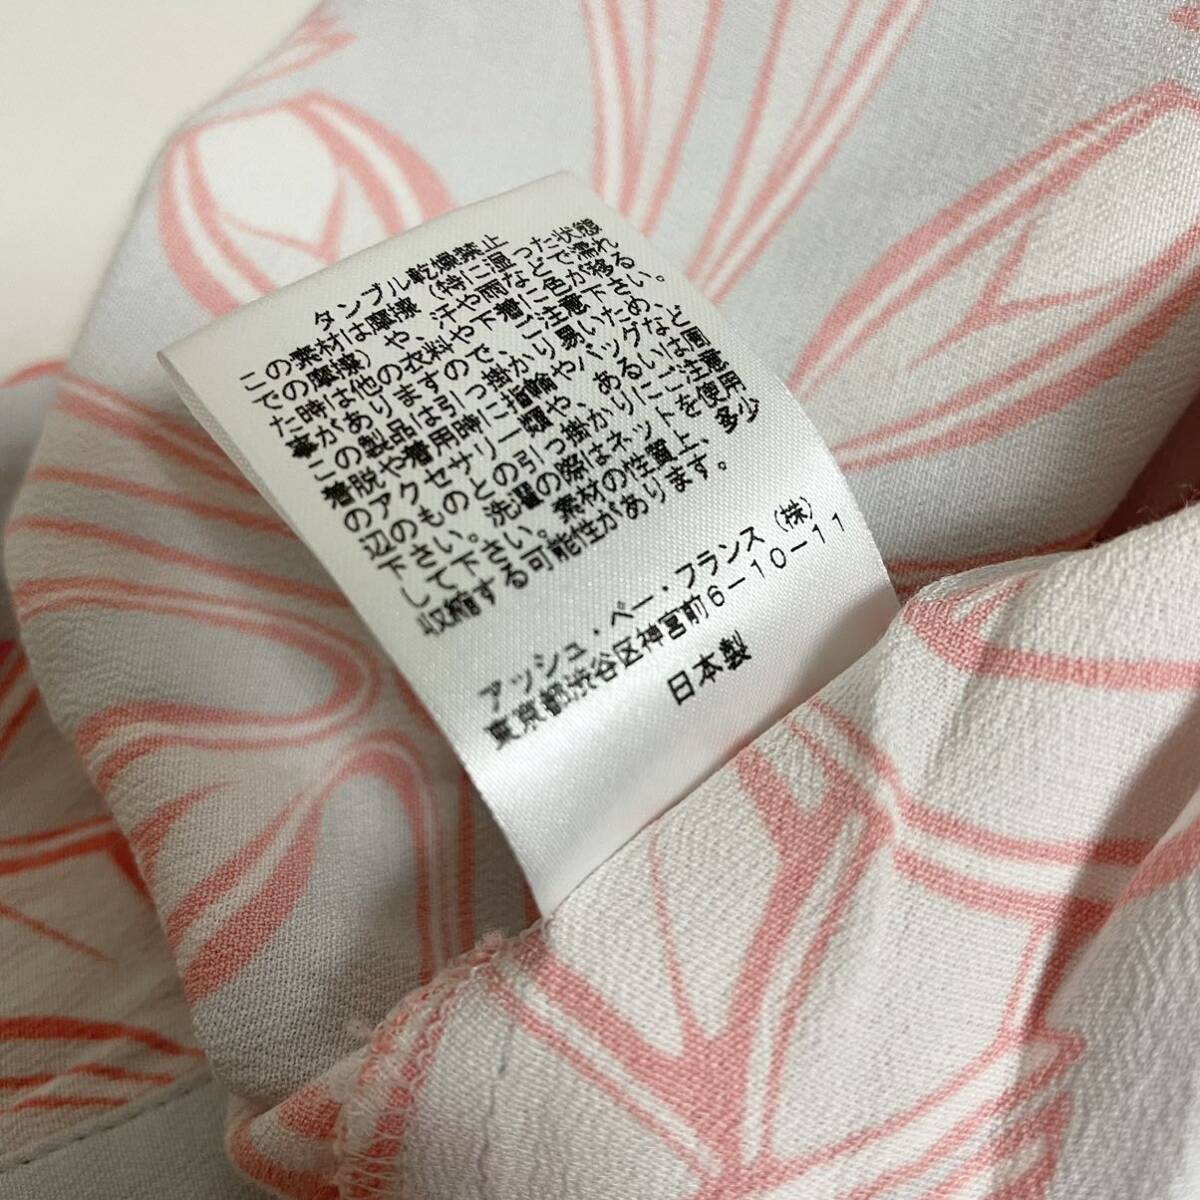 タンブル乾燥禁止
この素材は摩擦（特に湿った状態
での摩擦）や、汗や雨などで濡れ
た時は他の衣料や下着に色が移る
事がありますので、ご注意下さい。
この製品は引っ掛かり易いため、
着脱や着用時に指輪やバッグなど
のアクセサリー類や、あるいは周
辺のものとの引っ掛かりにご注意
下さい。洗濯の際はネットを使用
して下さい。素材の性質上、多少
収縮する可能性があります。
アッシュ・ペー・フランス（株）
東京都渋谷区神宮前６－１０－１１
日本製